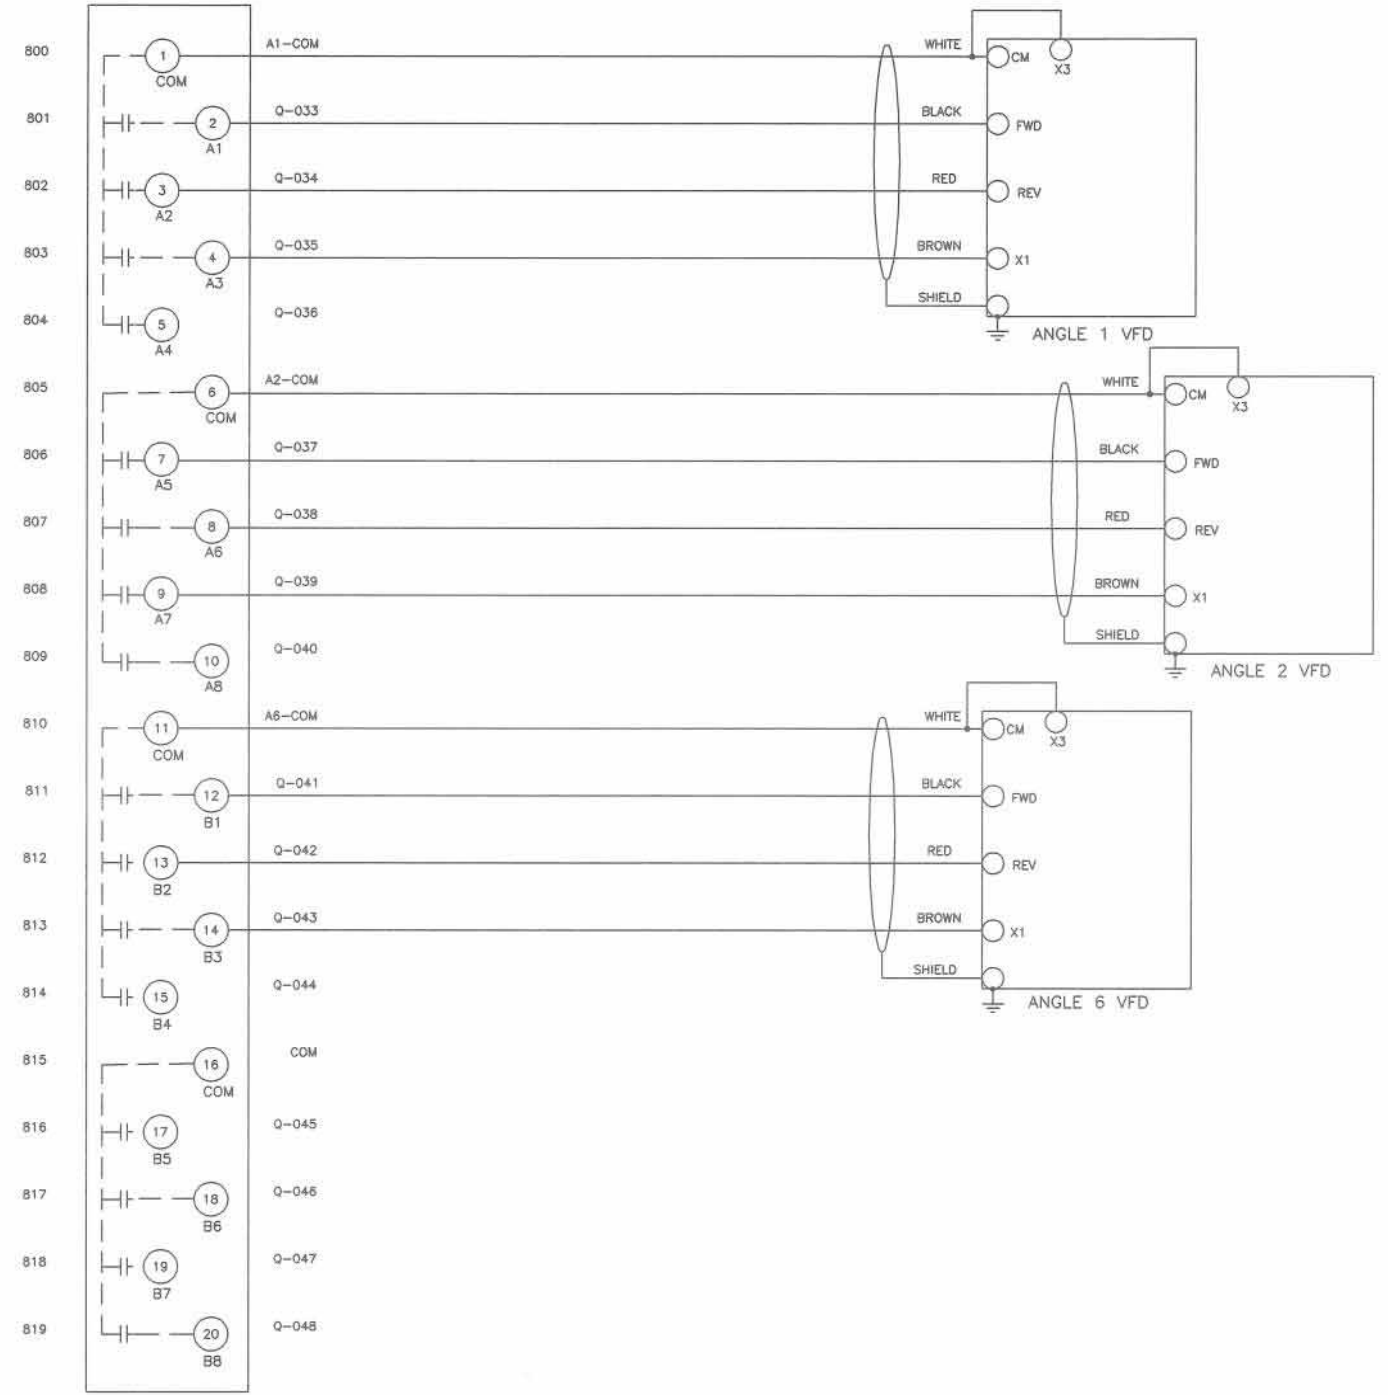 800 1 COM A1-COM WHITE CM X3
801 2 A1 Q-033 BLACK FWD
802 3 A2 Q-034 RED REV
803 4 A3 Q-035 BROWN X1
SHIELD
804 5 A4 Q-036
ANGLE 1 VFD
805 6 COM A2-COM WHITE CM X3
806 7 A5 Q-037 BLACK FWD
807 8 A6 Q-038 RED REV
808 9 A7 Q-039 BROWN X1
SHIELD
809 10 A8 Q-040
ANGLE 2 VFD
810 11 COM A6-COM WHITE CM X3
811 12 B1 Q-041 BLACK FWD
812 13 B2 Q-042 RED REV
813 14 B3 Q-043 BROWN X1
SHIELD
814 15 B4 Q-044
ANGLE 6 VFD
815 16 COM COM
816 17 B5 Q-045
817 18 B6 Q-046
818 19 B7 Q-047
819 20 B8 Q-048